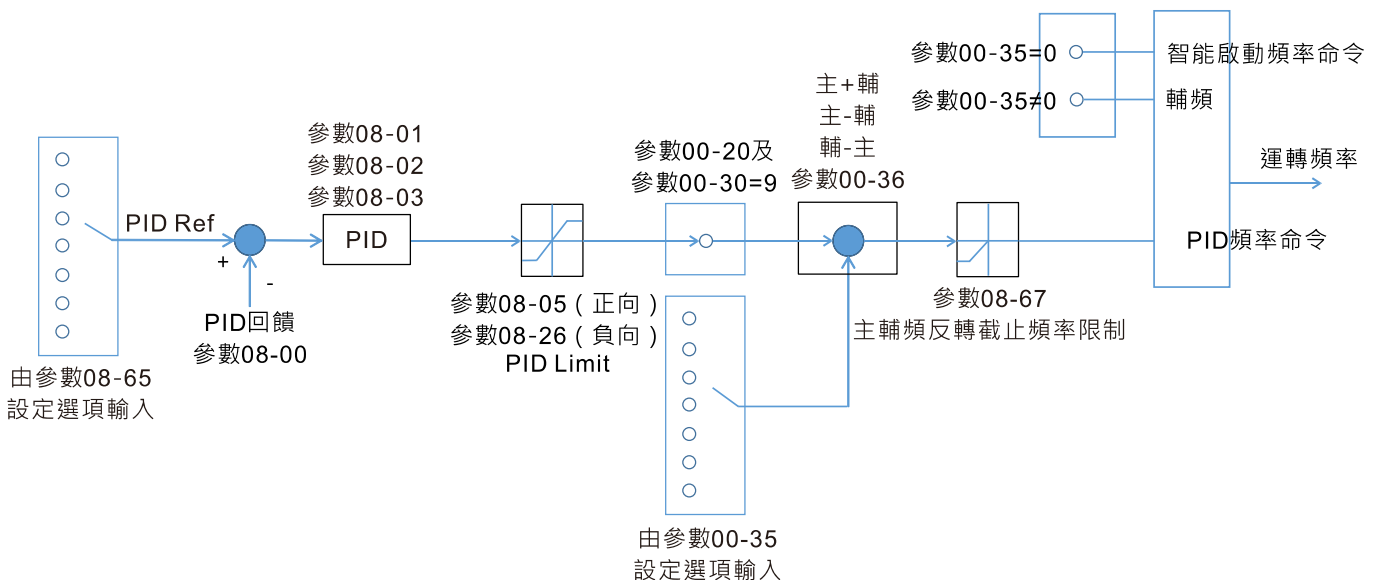 參數00-35=0
智能啟動頻率命令
參數00-35≠0
輔頻
運轉頻率
PID頻率命令
主+輔
主-輔
輔-主
參數00-36
參數00-20及
參數00-30=9
參數08-01
參數08-02
參數08-03
PID
PID Ref
+
-
PID回饋
參數08-00
由參數08-65
設定選項輸入
參數08-05（正向）
參數08-26（負向）
PID Limit
參數08-67
主輔頻反轉截止頻率限制
由參數00-35
設定選項輸入